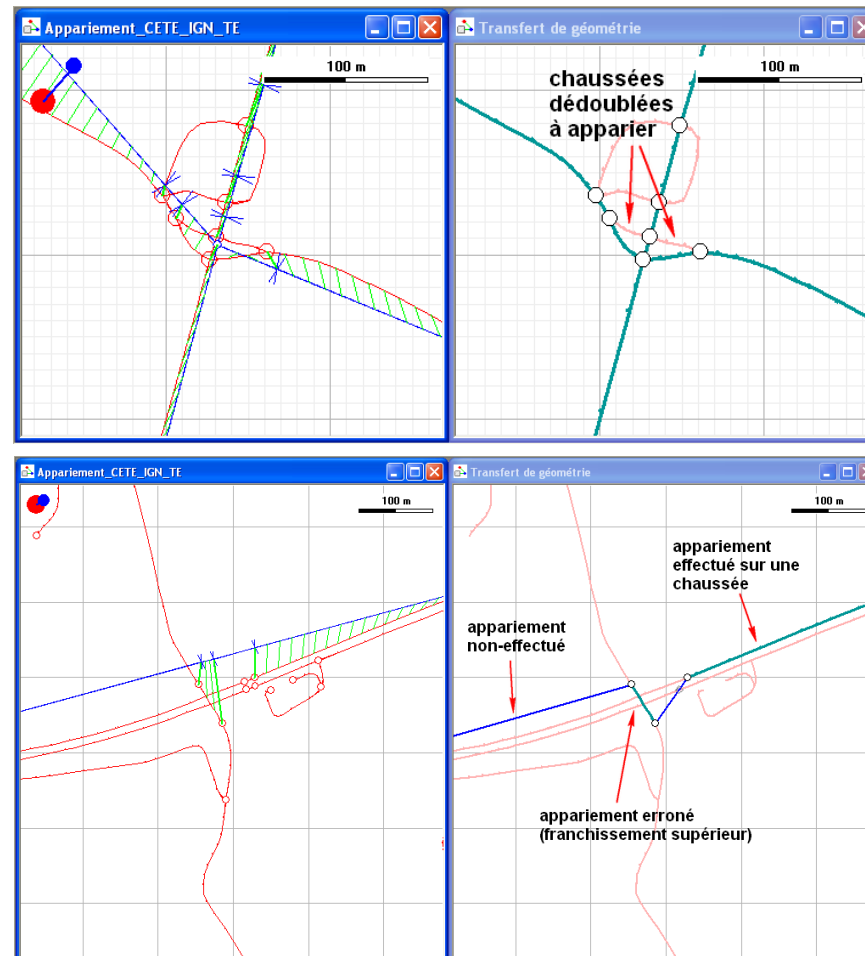 Appariement_CETE_IGN_TE
100 m
Transfert de géométrie
100 m
chaussées
dédoublées
à apparier
Appariement_CETE_IGN_TE
100 m
Transfert de géométrie
100 m
appariement
effectué sur une
chaussée
appariement
non-effectué
appariement erroné
(franchissement supérieur)